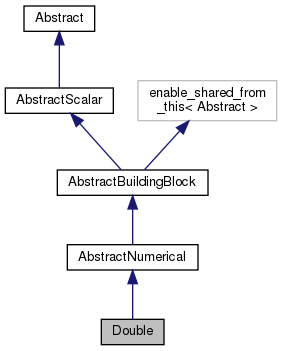 Abstract
AbstractScalar
enable_shared_from
_this< Abstract >
AbstractBuildingBlock
AbstractNumerical
Double